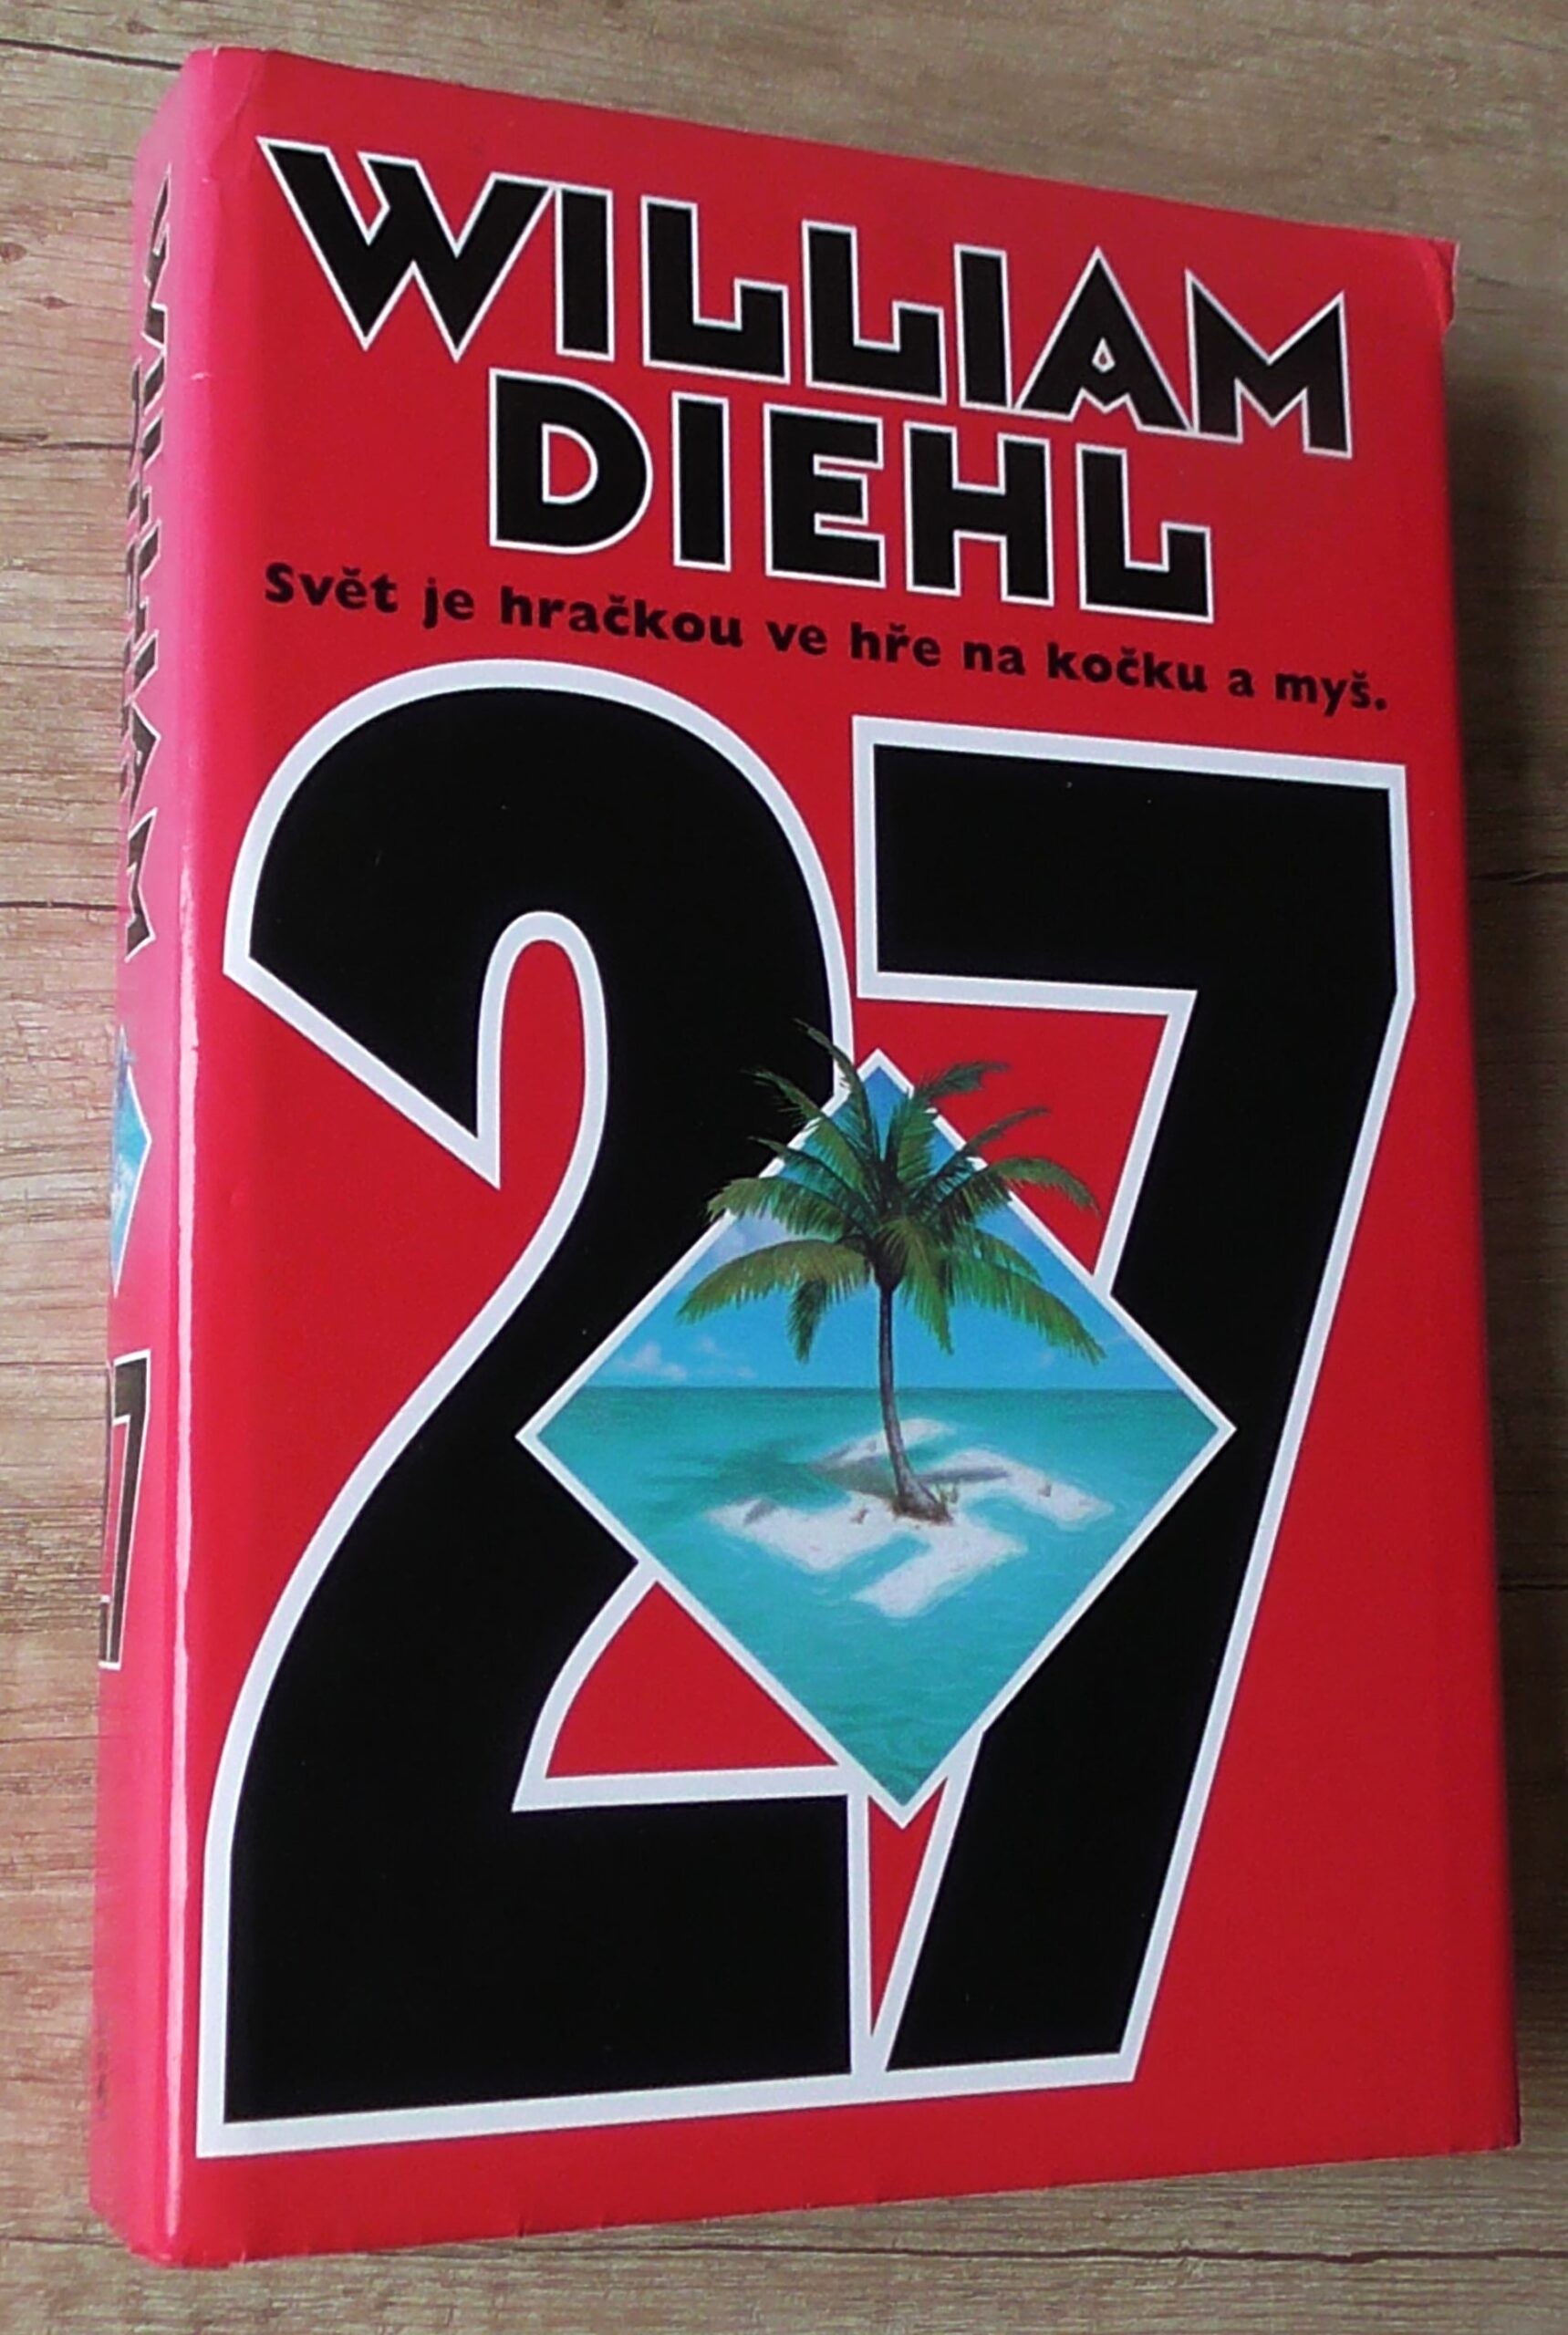 WILLIAM
DIEHL
Svět je hračkou ve hře na kočku a myš.
27
WILLIAM
DIEHL
27